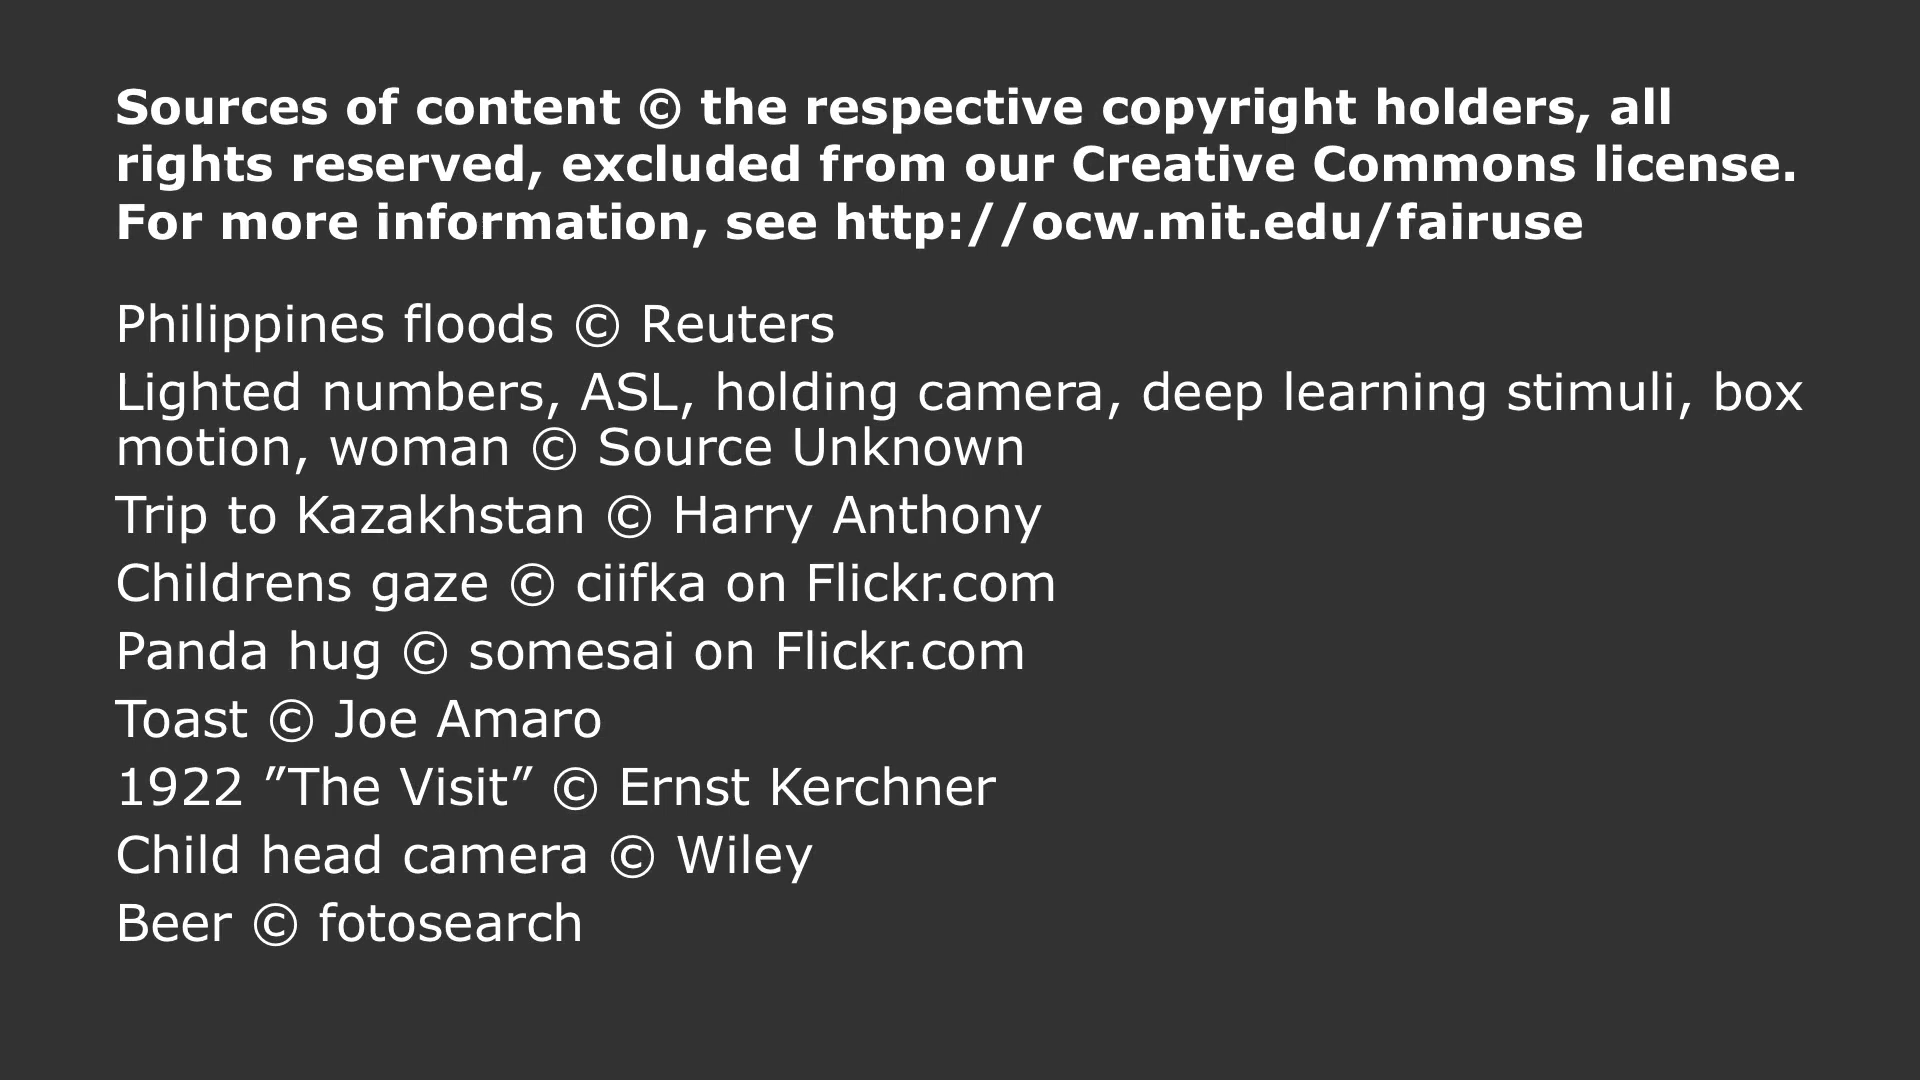 Sources of content © the respective copyright holders, all
rights reserved, excluded from our Creative Commons license.
For more information, see http://ocw.mit.edu/fairuse
Philippines floods © Reuters
Lighted numbers, ASL, holding camera, deep learning stimuli, box
motion, woman © Source Unknown
Trip to Kazakhstan © Harry Anthony
Childrens gaze © ciifka on Flickr.com
Panda hug © somesai on Flickr.com
Toast © Joe Amaro
1922 ”The Visit” © Ernst Kerchner
Child head camera © Wiley
Beer © fotosearch